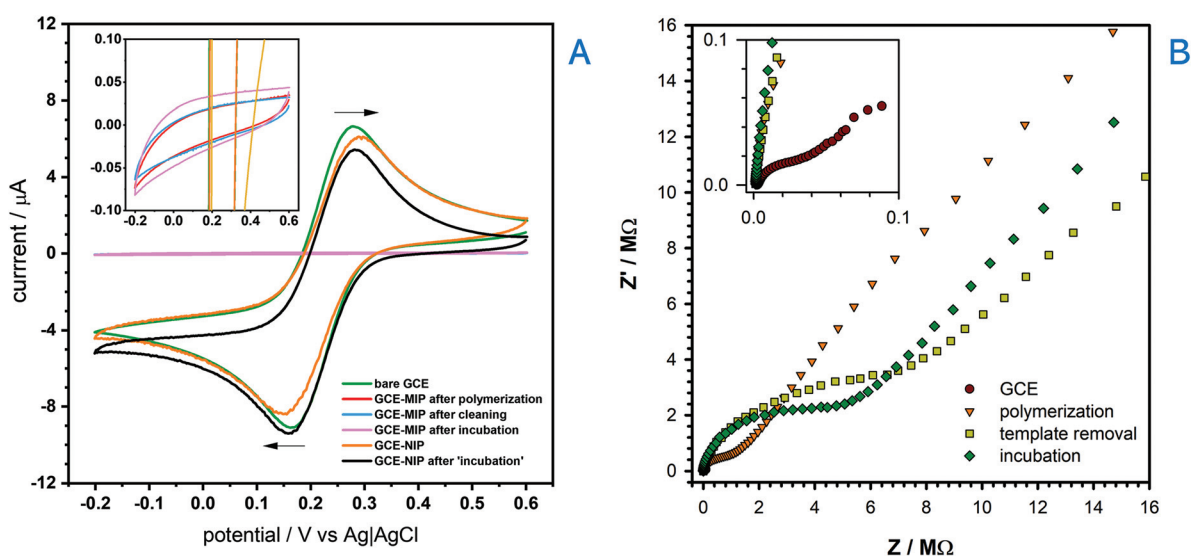 A
12
8
4
0
-4
-8
-12
currrent / μA
-0.2 -0.1 0.0 0.1 0.2 0.3 0.4 0.5 0.6
potential / V vs Ag|AgCl
0.10
0.05
0.00
-0.05
-0.10
-0.2 0.0 0.2 0.4 0.6
bare GCE
GCE-MIP after polymerization
GCE-MIP after cleaning
GCE-MIP after incubation
GCE-NIP
GCE-NIP after 'incubation'
B
16
14
12
10
8
6
4
2
0
Z' / MΩ
0 2 4 6 8 10 12 14 16
Z / MΩ
0.1
0.0
0.0 0.1
GCE
polymerization
template removal
incubation